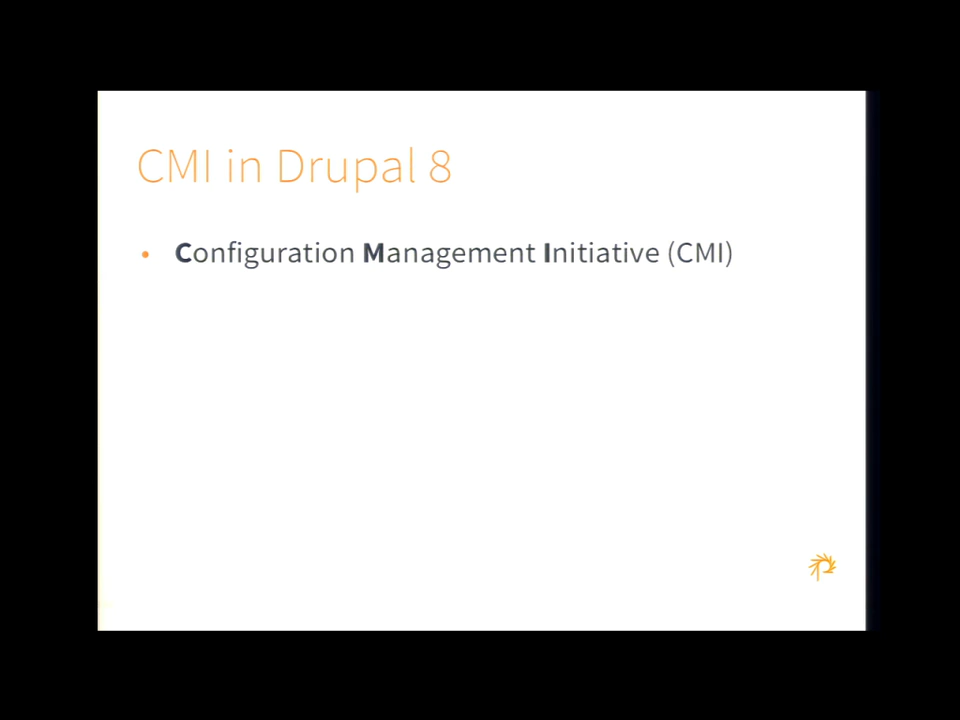 CMI in Drupal 8
• Configuration Management Initiative (CMI)